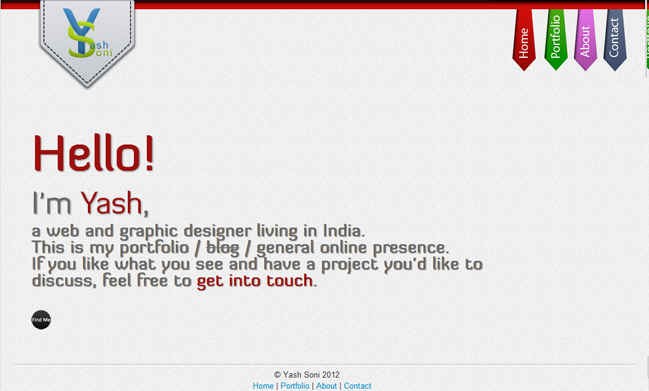 Yash
Soni
Home
Portfolio
About
Contact
Hello!
I'm Yash,
a web and graphic designer living in India.
This is my portfolio / blog / general online presence.
If you like what you see and have a project you'd like to
discuss, feel free to get into touch.
Find Me
© Yash Soni 2012
Home | Portfolio | About | Contact